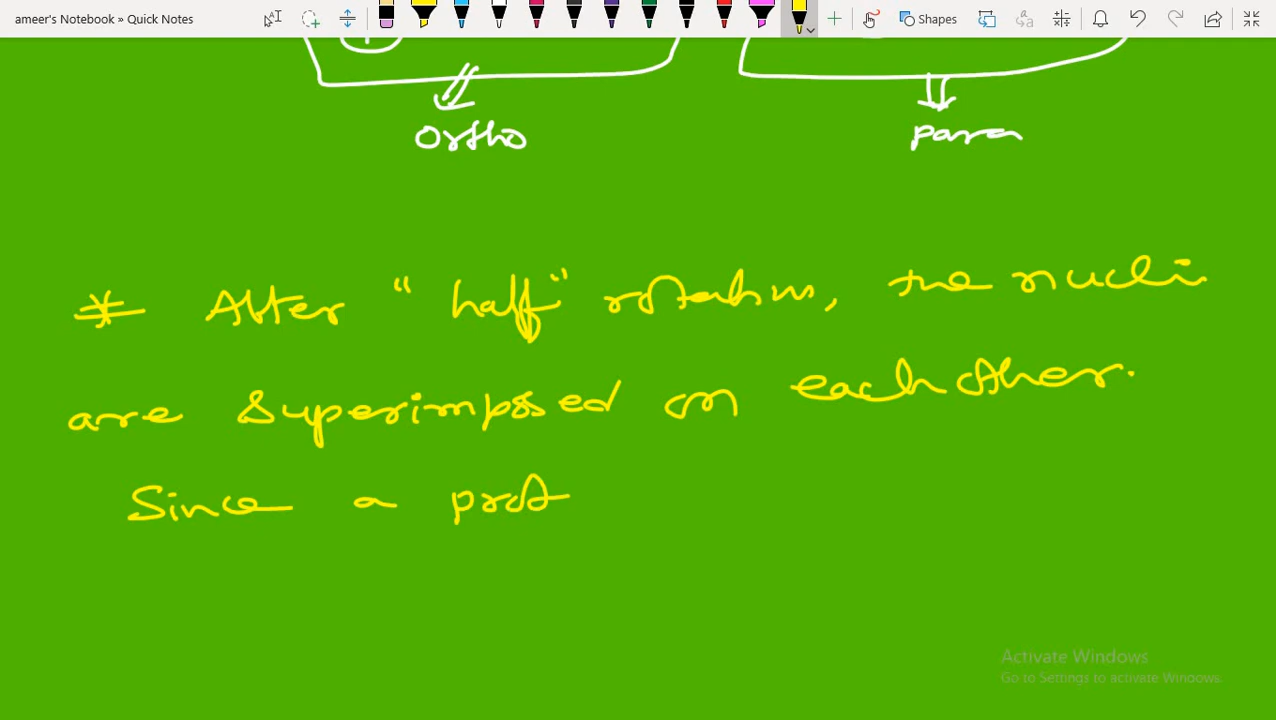 ameer's Notebook » Quick Notes
Shapes
Ortho
para
* After "half" rotation, the nuclii
are superimposed on each other.
Since a prot
Activate Windows
Go to Settings to activate Windows.